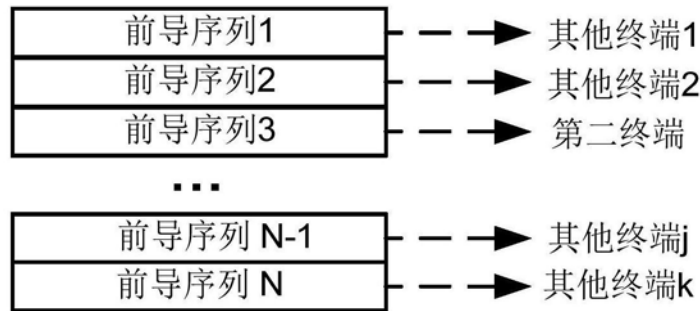 前导序列1 其他终端1
前导序列2 其他终端2
前导序列3 第二终端
...
前导序列 N-1 其他终端j
前导序列 N 其他终端k